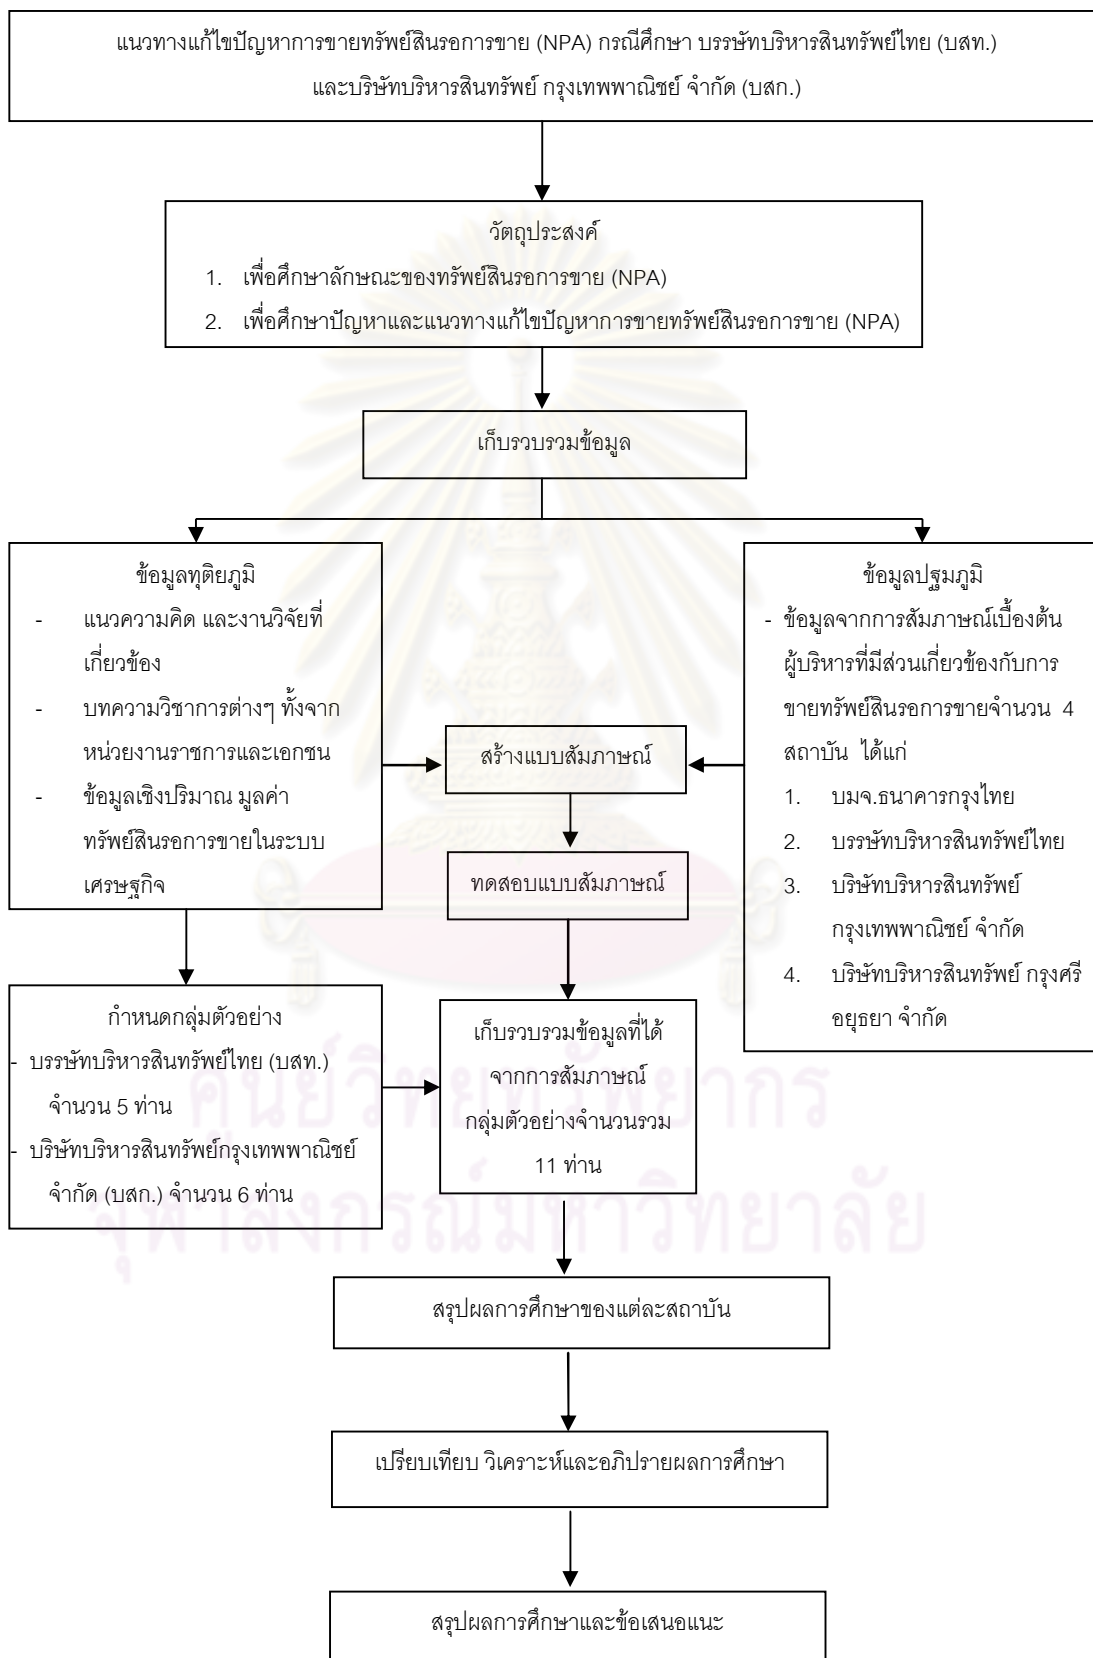 แนวทางแก้ไขปัญหาการขายทรัพย์สินรอการขาย (NPA) กรณีศึกษา บรรษัทบริหารสินทรัพย์ไทย (บสท.)
และบริษัทบริหารสินทรัพย์ กรุงเทพพาณิชย์ จำกัด (บสก.)
วัตถุประสงค์
1. เพื่อศึกษาลักษณะของทรัพย์สินรอการขาย (NPA)
2. เพื่อศึกษาปัญหาและแนวทางแก้ไขปัญหาการขายทรัพย์สินรอการขาย (NPA)
เก็บรวบรวมข้อมูล
ข้อมูลทุติยภูมิ
- แนวความคิด และงานวิจัยที่
เกี่ยวข้อง
- บทความวิชาการต่างๆ ทั้งจาก
หน่วยงานราชการและเอกชน
- ข้อมูลเชิงปริมาณ มูลค่า
ทรัพย์สินรอการขายในระบบ
เศรษฐกิจ
ข้อมูลปฐมภูมิ
- ข้อมูลจากการสัมภาษณ์เบื้องต้น
ผู้บริหารที่มีส่วนเกี่ยวข้องกับการ
ขายทรัพย์สินรอการขายจำนวน 4
สถาบัน ได้แก่
1. บมจ.ธนาคารกรุงไทย
2. บรรษัทบริหารสินทรัพย์ไทย
3. บริษัทบริหารสินทรัพย์
กรุงเทพพาณิชย์ จำกัด
4. บริษัทบริหารสินทรัพย์ กรุงศรี
อยุธยา จำกัด
สร้างแบบสัมภาษณ์
ทดสอบแบบสัมภาษณ์
กำหนดกลุ่มตัวอย่าง
- บรรษัทบริหารสินทรัพย์ไทย (บสท.)
จำนวน 5 ท่าน
- บริษัทบริหารสินทรัพย์กรุงเทพพาณิชย์
จำกัด (บสก.) จำนวน 6 ท่าน
เก็บรวบรวมข้อมูลที่ได้
จากการสัมภาษณ์
กลุ่มตัวอย่างจำนวนรวม
11 ท่าน
ศูนย์วิทยทรัพยากร
จุฬาลงกรณ์มหาวิทยาลัย
สรุปผลการศึกษาของแต่ละสถาบัน
เปรียบเทียบ วิเคราะห์และอภิปรายผลการศึกษา
สรุปผลการศึกษาและข้อเสนอแนะ